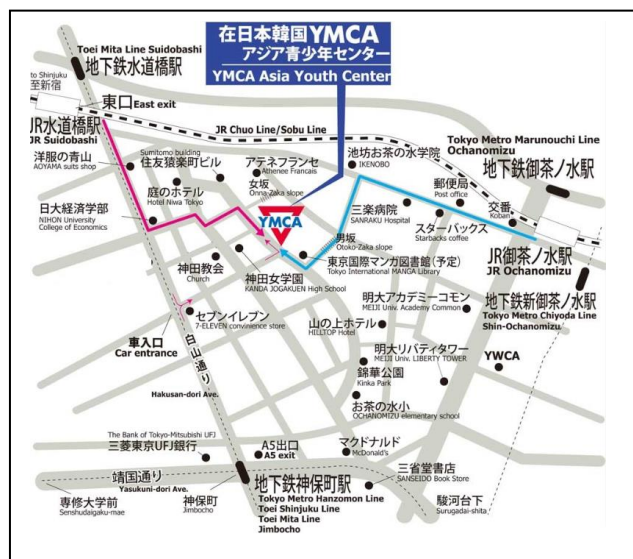 在日本韓国YMCA
アジア青少年センター
YMCA Asia Youth Center
Toei Mita Line Suidobashi
地下鉄水道橋駅
to Shinjuku
至新宿
東口 East exit
JR水道橋駅
JR Suidobashi
JR Chuo Line/Sobu Line
Tokyo Metro Marunouchi Line
Ochanomizu
地下鉄御茶ノ水駅
洋服の青山
AOYAMA suits shop
Sumitomo building
住友猿楽町ビル
アテネフランセ
Athenee Francais
池坊お茶の水学院
IKENOBO
庭のホテル
Hotel Niwa Tokyo
女坂
Onna-Zaka slope
郵便局
Post office
交番
Koban
日大経済学部
NIHON University
College of Economics
YMCA
三楽病院
SANRAKU Hospital
スターバックス
Starbacks coffee
男坂
Otoko-Zaka slope
JR御茶ノ水駅
JR Ochanomizu
神田教会
Church
神田女学園
KANDA JOGAKUEN High School
東京国際マンガ図書館(予定)
Tokyo International MANGA Library
地下鉄新御茶ノ水駅
Tokyo Metro Chiyoda Line
Shin-Ochanomizu
明大アカデミーコモン
MEIJI Univ. Academy Common
セブンイレブン
7-ELEVEN convinience store
車入口
Car entrance
山の上ホテル
HILLTOP Hotel
明大リバティタワー
MEIJI Univ. LIBERTY TOWER
YWCA
白山通り
Hakusan-dori Ave.
錦華公園
Kinka Park
お茶の水小
OCHANOMIZU elementary school
The Bank of Tokyo-Mitsubishi UFJ
三菱東京UFJ銀行
A5出口
A5 exit
マクドナルド
McDonald's
靖国通り
Yasukuni-dori Ave.
地下鉄神保町駅
Tokyo Metro Hanzomon Line
Toei Shinjuku Line
Toei Mita Line
Jimbocho
三省堂書店
SANSEIDO Book Store
専修大学前
Senshudaigaku-mae
神保町
Jimbocho
駿河台下
Surugadai-shita